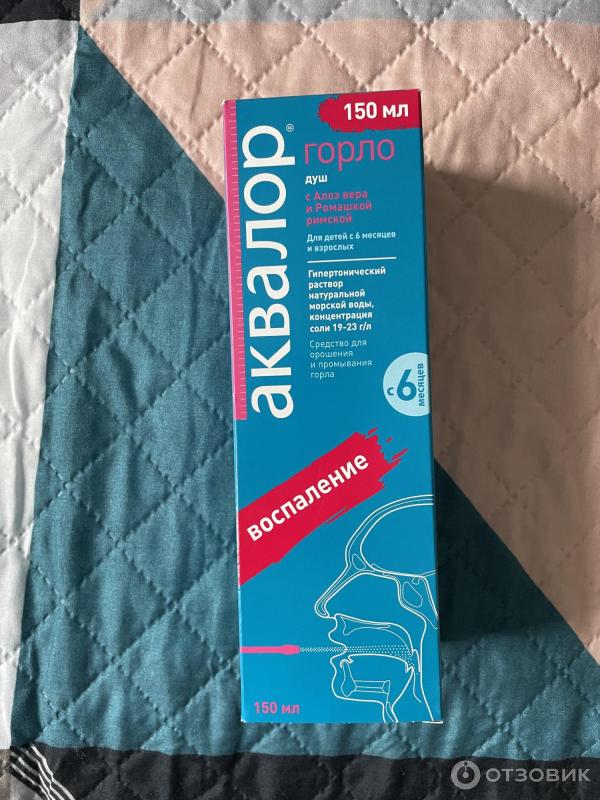 150 мл
аквалор®
горло
душ
с Алоэ вера
и Ромашкой
римской
Для детей с 6 месяцев
и взрослых
Гипертонический
раствор
натуральной
морской воды,
концентрация
соли 19-23 г/л
Средство для
орошения
и промывания
горла
с 6 месяцев
воспаление
150 мл
ОТЗОВИК